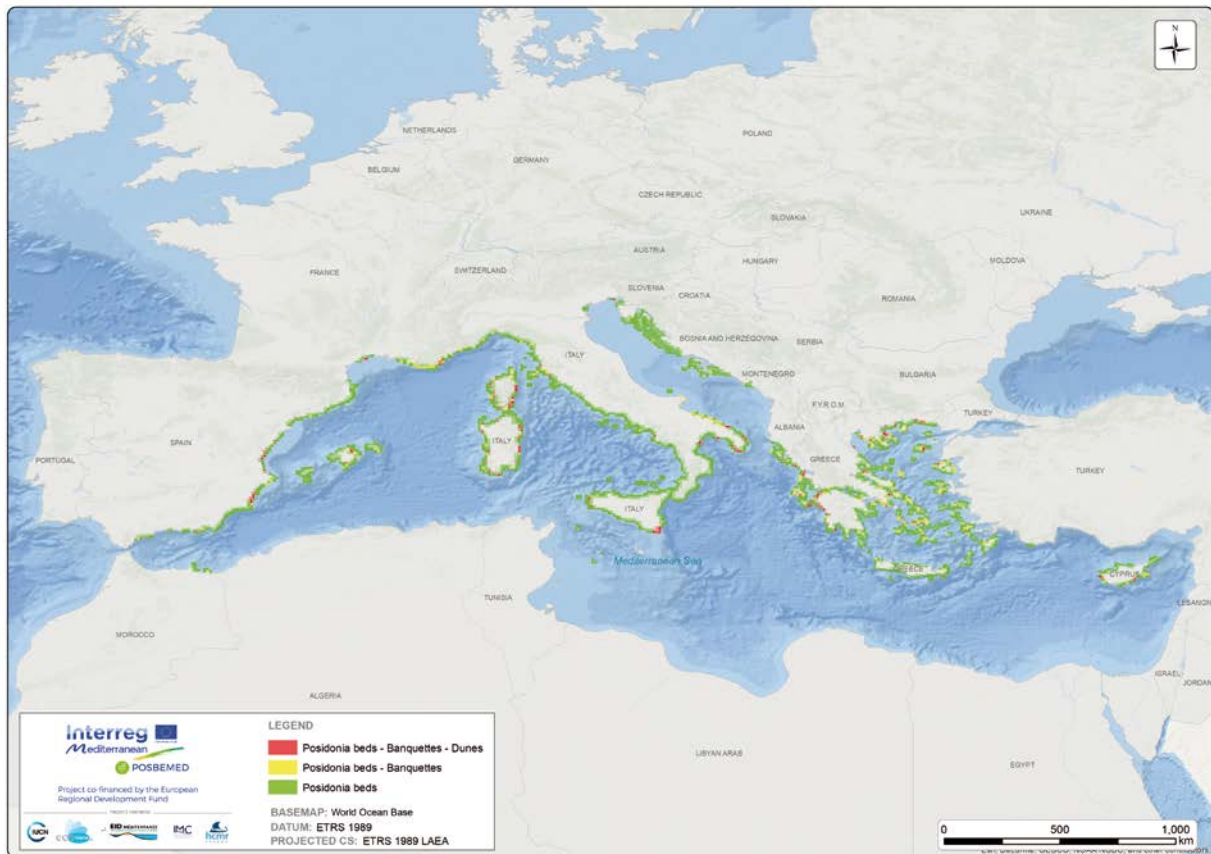 N
NETHERLANDS
POLAND
BELGIUM
GERMANY
CZECH REPUBLIC
SLOVAKIA
UKRAINE
AUSTRIA
FRANCE
SWITZERLAND
HUNGARY
MOLDOVA
SLOVENIA
CROATIA
ROMANIA
BOSNIA AND HERZEGOVINA
SERBIA
ITALY
MONTENEGRO
BULGARIA
F.Y.R.O.M.
TURKEY
ALBANIA
SPAIN
ITALY
PORTUGAL
GREECE
TURKEY
ITALY
Mediterranean Sea
GREECE
CYPRUS
TUNISIA
LEBANON
MOROCCO
ISRAEL
JORDAN
ALGERIA
LIBYAN ARAB
EGYPT
Interreg
Mediterranean
POSBEMED
Project co-financed by the European
Regional Development Fund
IUCN
EID MEDITERRANEE
IMC
hcmr
LEGEND
Posidonia beds - Banquettes - Dunes
Posidonia beds - Banquettes
Posidonia beds
BASEMAP: World Ocean Base
DATUM: ETRS 1989
PROJECTED CS: ETRS 1989 LAEA
0 500 1,000
km